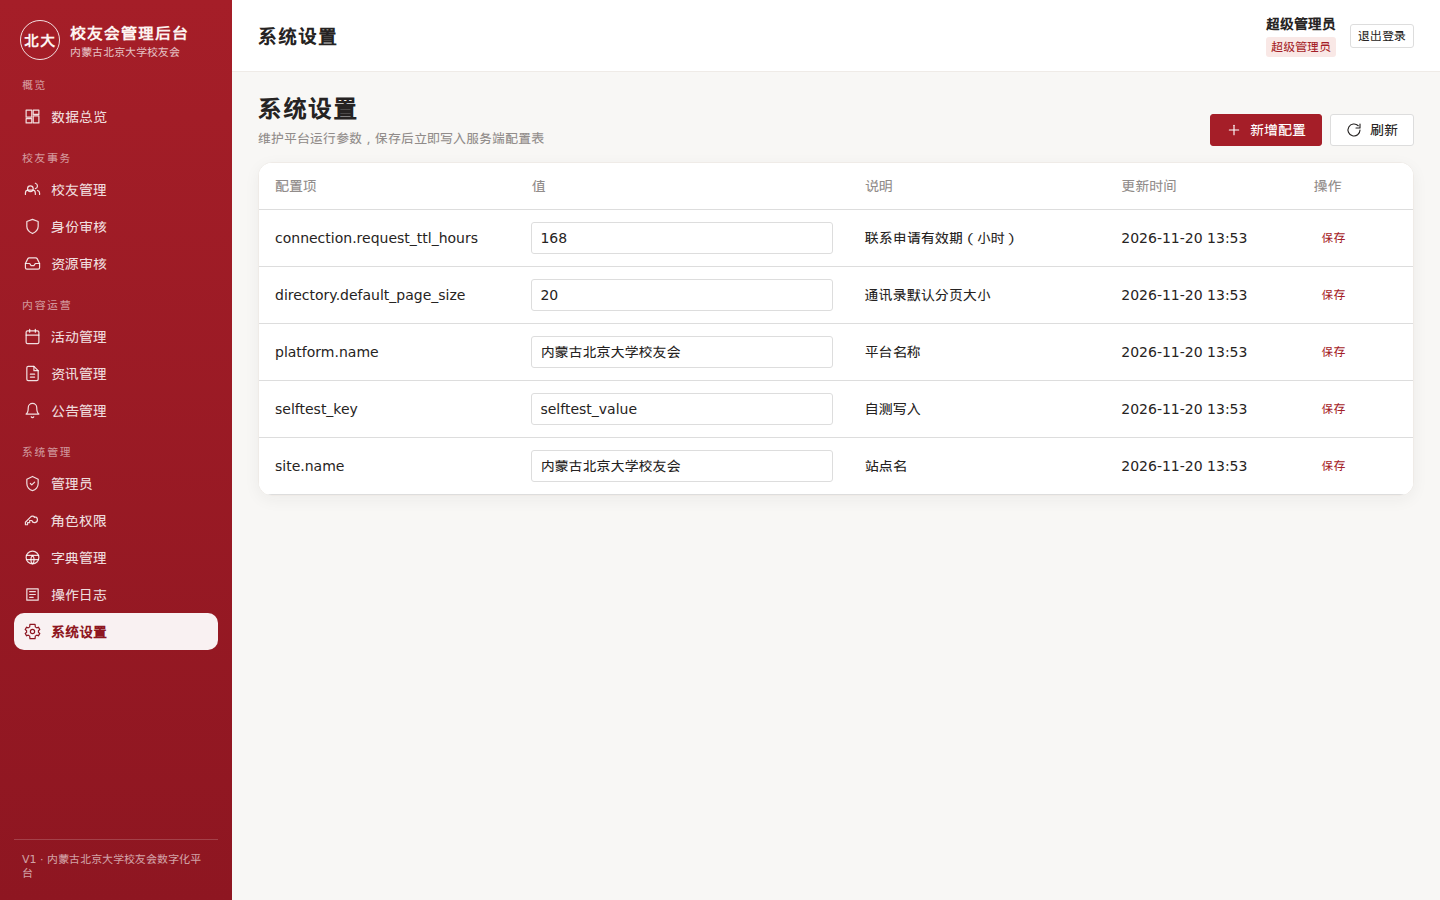 北大
校友会管理后台
内蒙古北京大学校友会
概览
数据总览
校友事务
校友管理
身份审核
资源审核
内容运营
活动管理
资讯管理
公告管理
系统管理
管理员
角色权限
字典管理
操作日志
系统设置
V1 · 内蒙古北京大学校友会数字化平
台
系统设置
超级管理员
超级管理员
退出登录
系统设置
维护平台运行参数，保存后立即写入服务端配置表
新增配置
刷新
配置项 值 说明 更新时间 操作
connection.request_ttl_hours 168 联系申请有效期（小时） 2026-11-20 13:53 保存
directory.default_page_size 20 通讯录默认分页大小 2026-11-20 13:53 保存
platform.name 内蒙古北京大学校友会 平台名称 2026-11-20 13:53 保存
selftest_key selftest_value 自测写入 2026-11-20 13:53 保存
site.name 内蒙古北京大学校友会 站点名 2026-11-20 13:53 保存